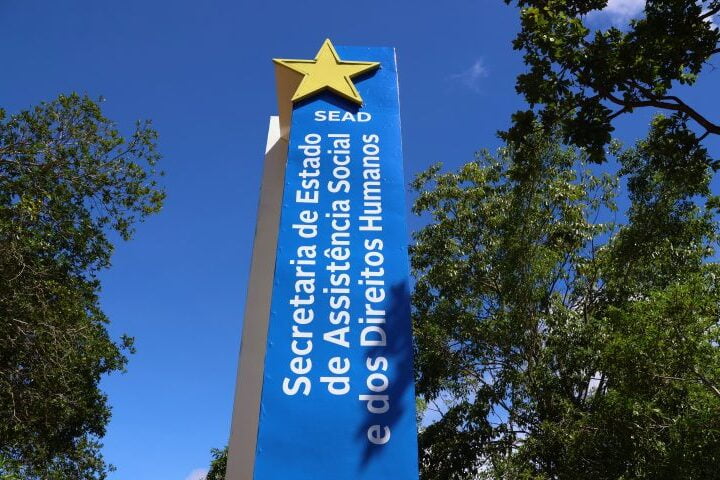 SEAD
Secretaria de Estado
de Assistência Social
e dos Direitos Humanos